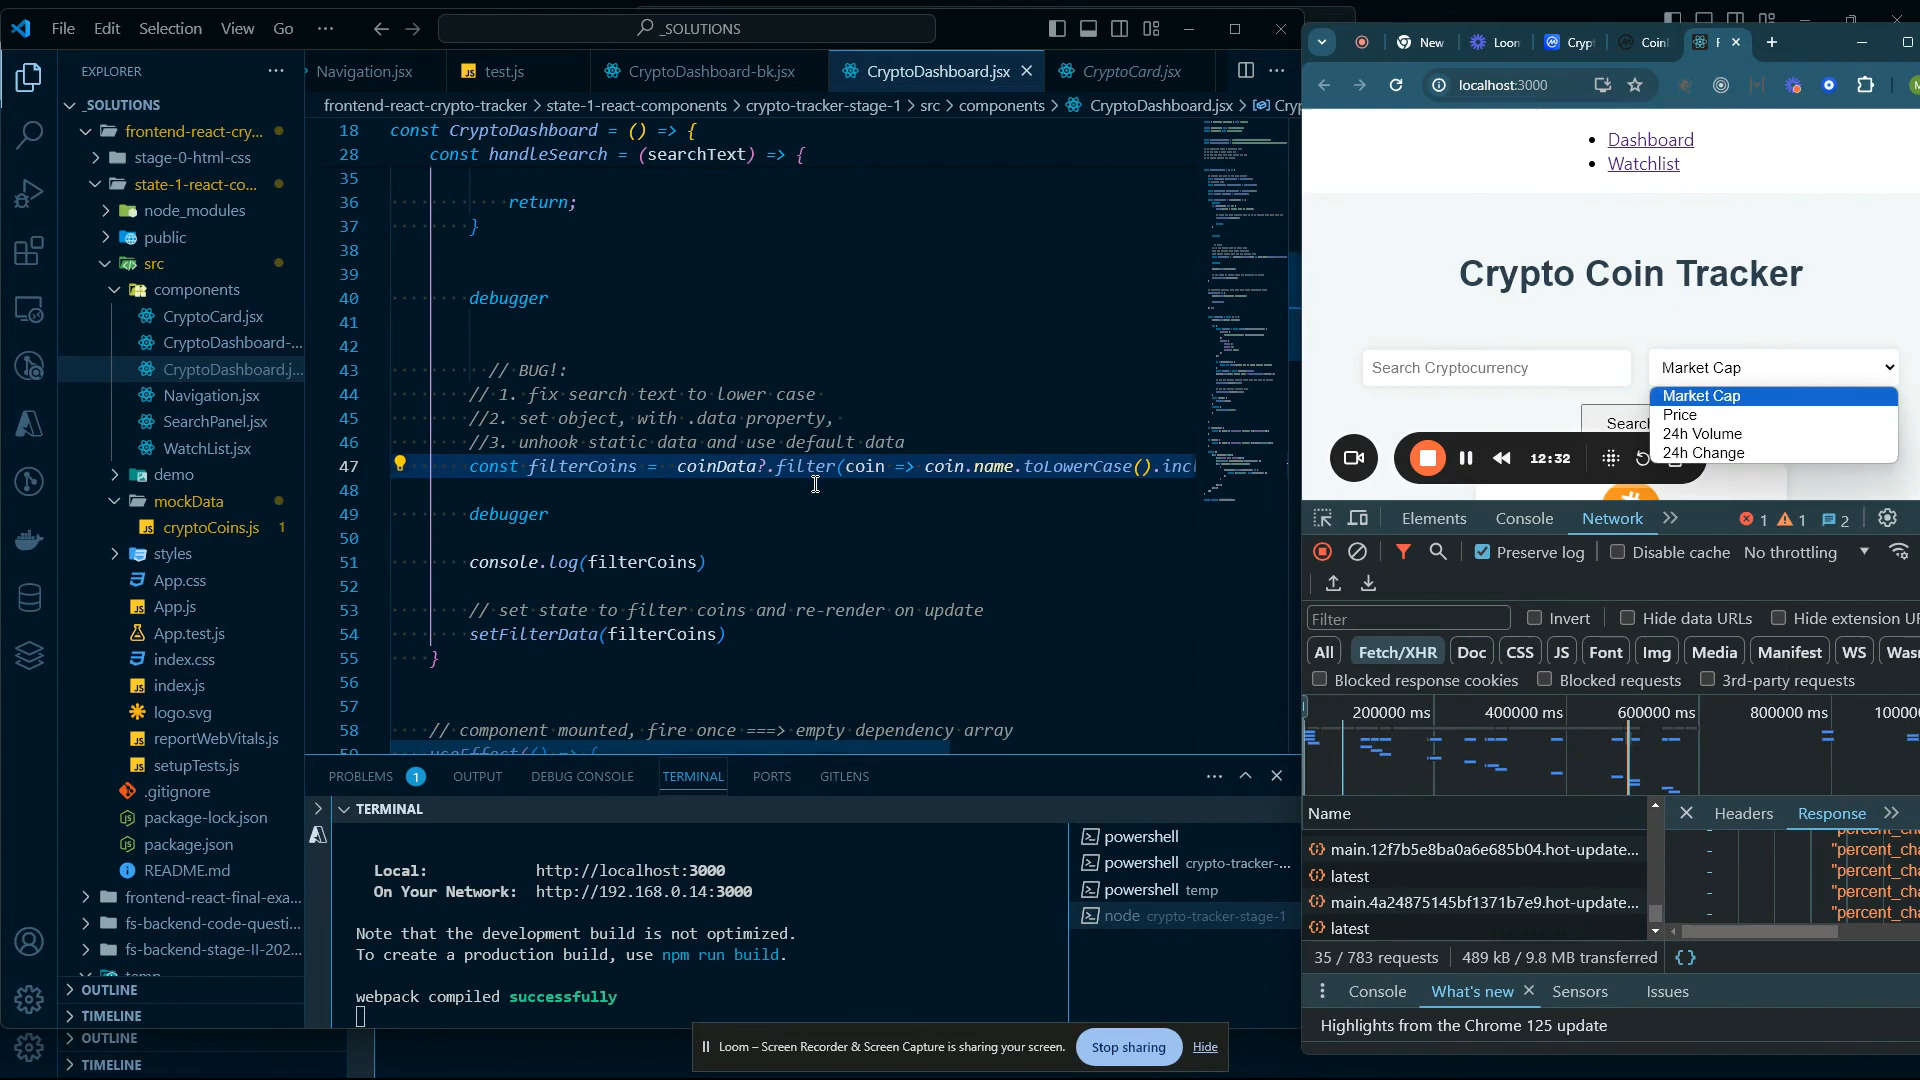 File Edit Selection View Go ··· _SOLUTIONS
EXPLORER
_SOLUTIONS
frontend-react-cry...
stage-0-html-css
state-1-react-co...
node_modules
public
src
components
CryptoCard.jsx
CryptoDashboard-...
CryptoDashboard.j...
Navigation.jsx
SearchPanel.jsx
WatchList.jsx
demo
mockData
cryptoCoins.js 1
styles
App.css
App.js
App.test.js
index.css
index.js
logo.svg
reportWebVitals.js
setupTests.js
.gitignore
package-lock.json
package.json
README.md
frontend-react-final-exa...
fs-backend-code-questi...
fs-backend-stage-II-202...
temp
OUTLINE
TIMELINE
OUTLINE
TIMELINE
Navigation.jsx
test.js
CryptoDashboard-bk.jsx
CryptoDashboard.jsx
CryptoCard.jsx
frontend-react-crypto-tracker > state-1-react-components > crypto-tracker-stage-1 > src > components > CryptoDashboard.jsx >
18 const CryptoDashboard = () => {
28 const handleSearch = (searchText) => {
35
36 return;
37 }
38
39
40 debugger
41
42
43 // BUG!:
44 // 1. fix search text to lower case
45 //2. set object, with .data property,
46 //3. unhook static data and use default data
47 const filterCoins = coinData?.filter(coin => coin.name.toLowerCase().incl
48
49 debugger
50
51 console.log(filterCoins)
52
53 // set state to filter coins and re-render on update
54 setFilterData(filterCoins)
55 }
56
57
58 // component mounted, fire once ===> empty dependency array
59 useEffect(() => {
PROBLEMS 1 OUTPUT DEBUG CONSOLE TERMINAL PORTS GITLENS
TERMINAL
Local: http://localhost:3000
On Your Network: http://192.168.0.14:3000
Note that the development build is not optimized.
To create a production build, use npm run build.
webpack compiled successfully
powershell
powershell crypto-tracker-...
powershell temp
node crypto-tracker-stage-1
Loom – Screen Recorder & Screen Capture is sharing your screen. Stop sharing Hide
New
Loom
Crypt
Coin
localhost:3000
Dashboard
Watchlist
Crypto Coin Tracker
Search Cryptocurrency
Market Cap
Market Cap
Price
24h Volume
24h Change
Search
12:32
Elements Console Network 1 1 2
Preserve log Disable cache No throttling
Filter Invert Hide data URLs Hide extension UR
All Fetch/XHR Doc CSS JS Font Img Media Manifest WS Wasm
Blocked response cookies Blocked requests 3rd-party requests
200000 ms 400000 ms 600000 ms 800000 ms 100000
Name
Headers Response
main.12f7b5e8ba0a6e685b04.hot-update...
latest
main.4a24875145bf1371b7e9.hot-update...
latest
"percent_cha
"percent_cha
"percent_cha
"percent_cha
35 / 783 requests 489 kB / 9.8 MB transferred
Console What's new Sensors Issues
Highlights from the Chrome 125 update